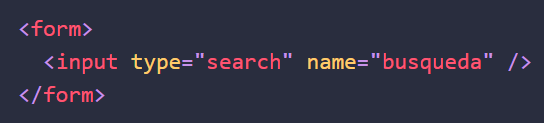 <form>
  <input type="search" name="busqueda" />
</form>